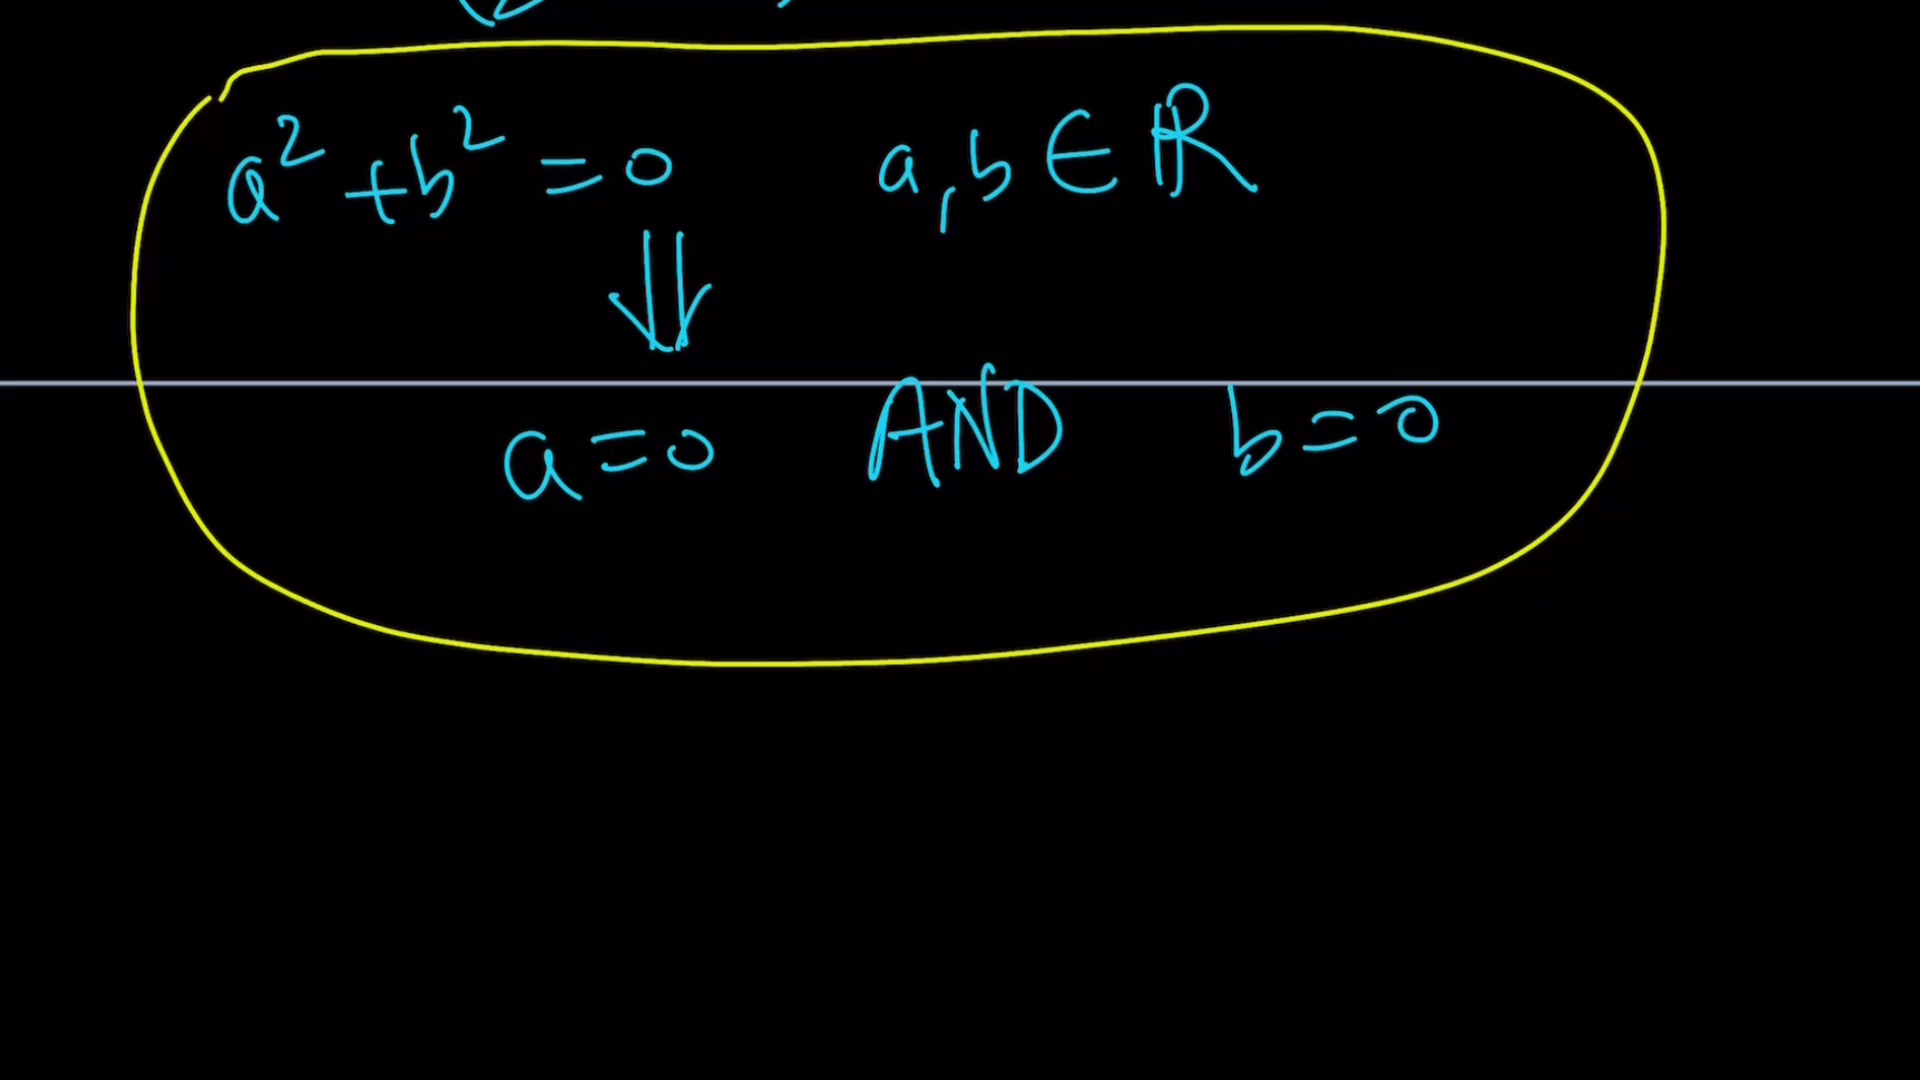 a² + b² = 0 a, b ∈ ℝ
⇓
a = 0 AND b = 0